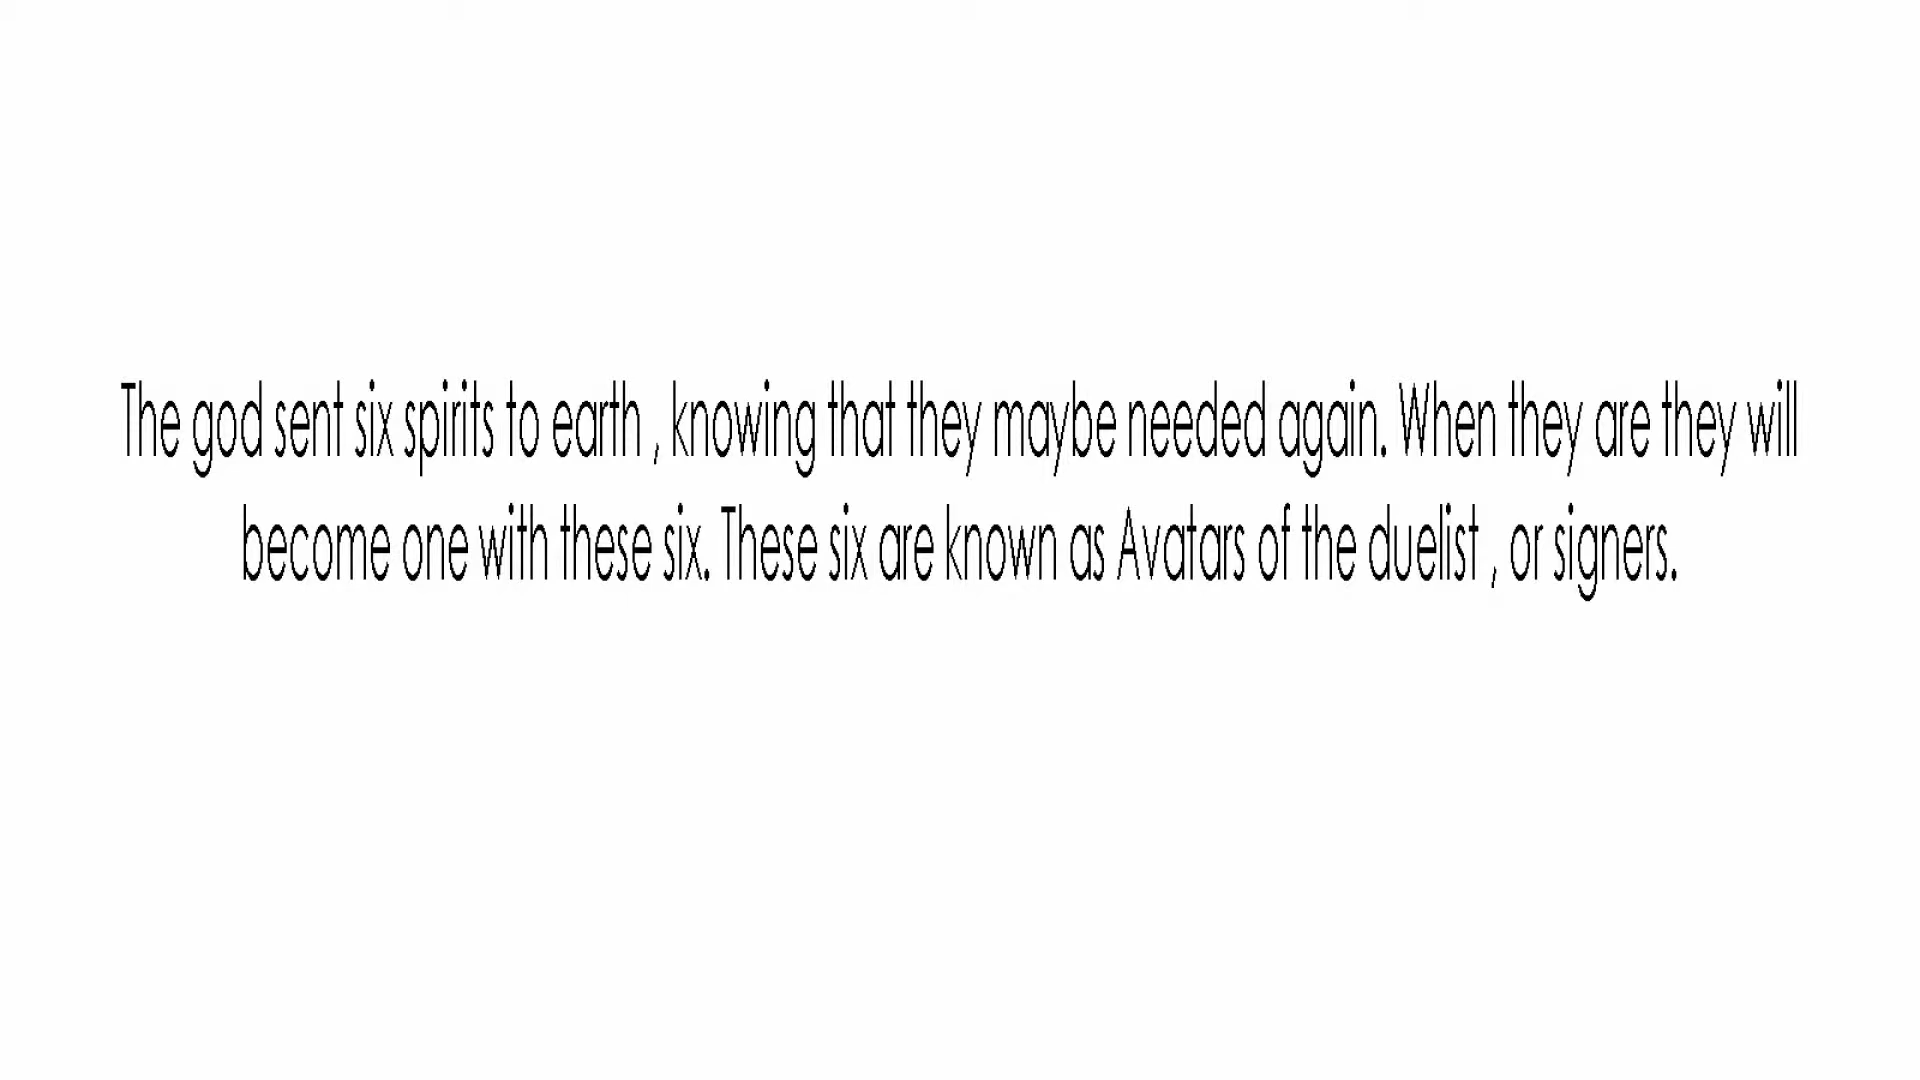 The god sent six spirits to earth , knowing that they maybe needed again. When they are they will
become one with these six. These six are known as Avatars of the duelist , or signers.